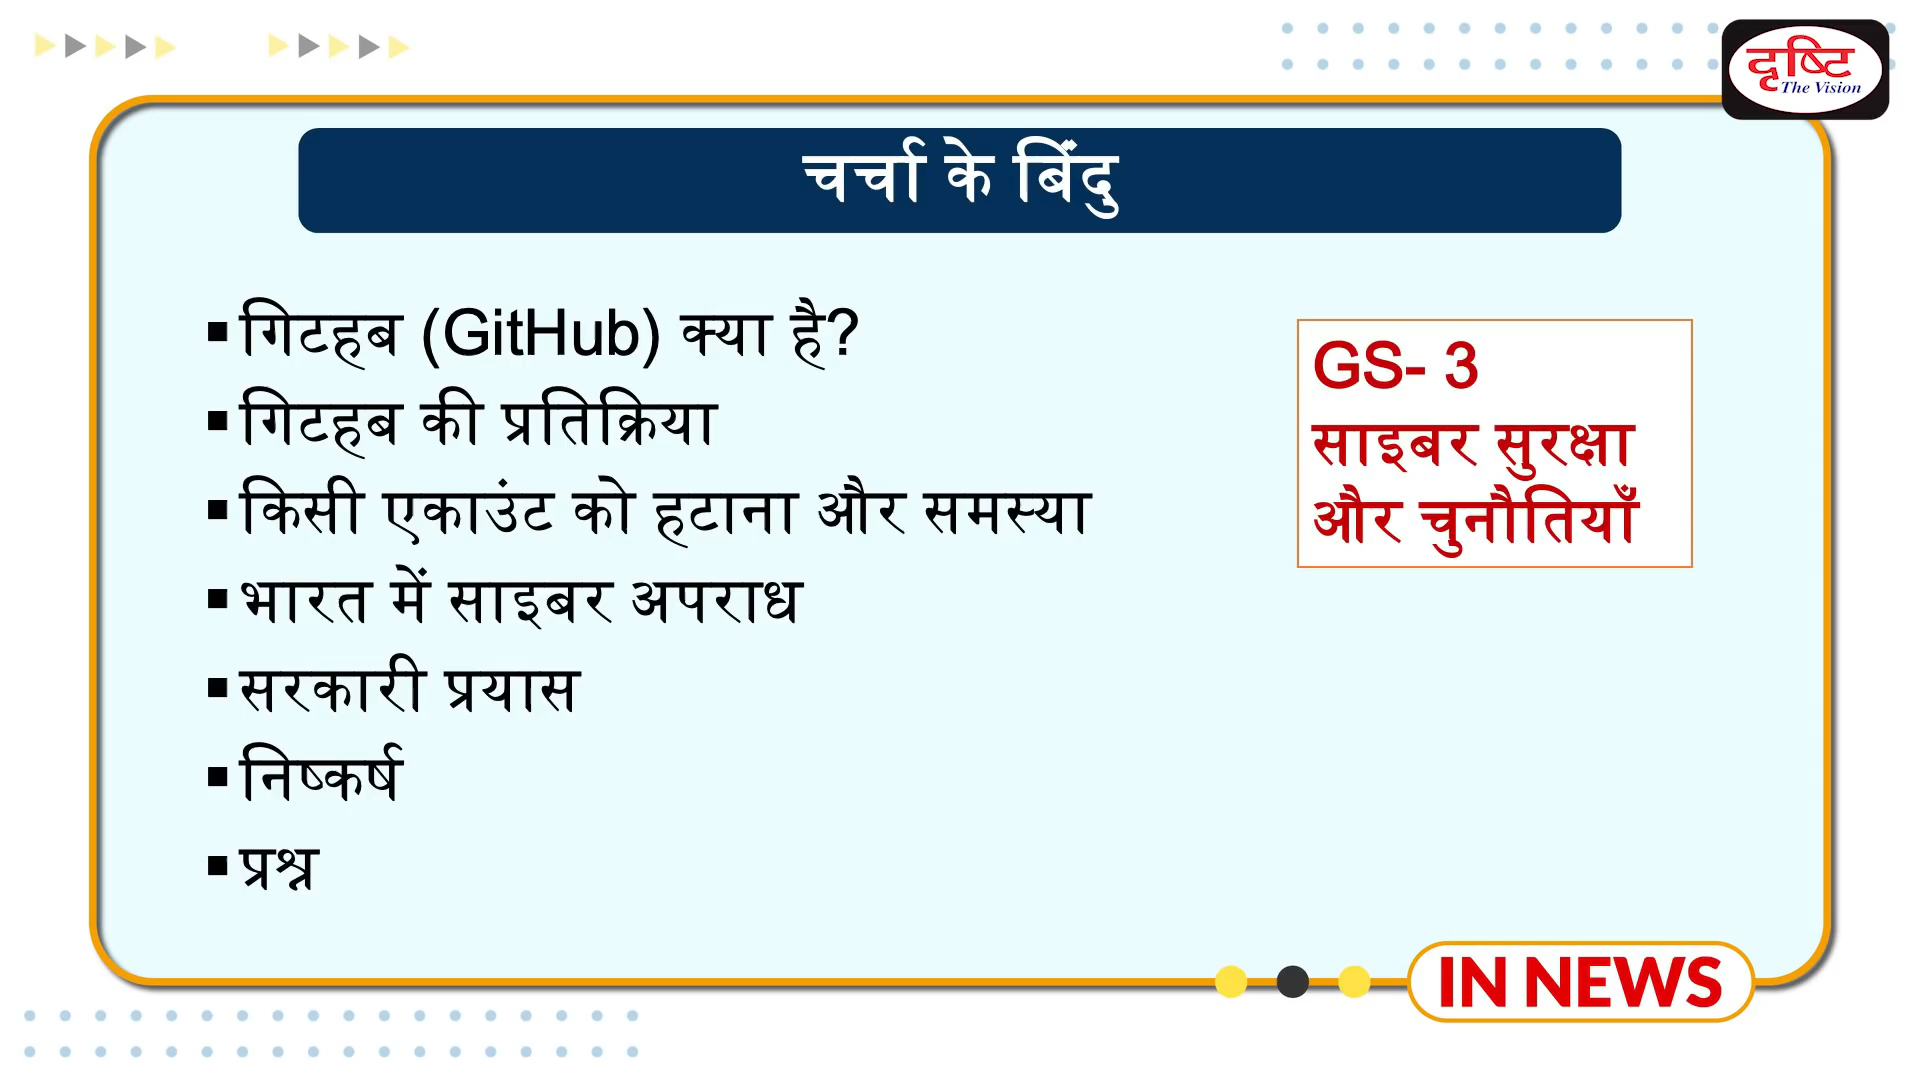 दृष्टि
The Vision
चर्चा के बिंदु
▪ गिटहब (GitHub) क्या है?
▪ गिटहब की प्रतिक्रिया
▪ किसी एकाउंट को हटाना और समस्या
▪ भारत में साइबर अपराध
▪ सरकारी प्रयास
▪ निष्कर्ष
▪ प्रश्न
GS- 3
साइबर सुरक्षा
और चुनौतियाँ
IN NEWS